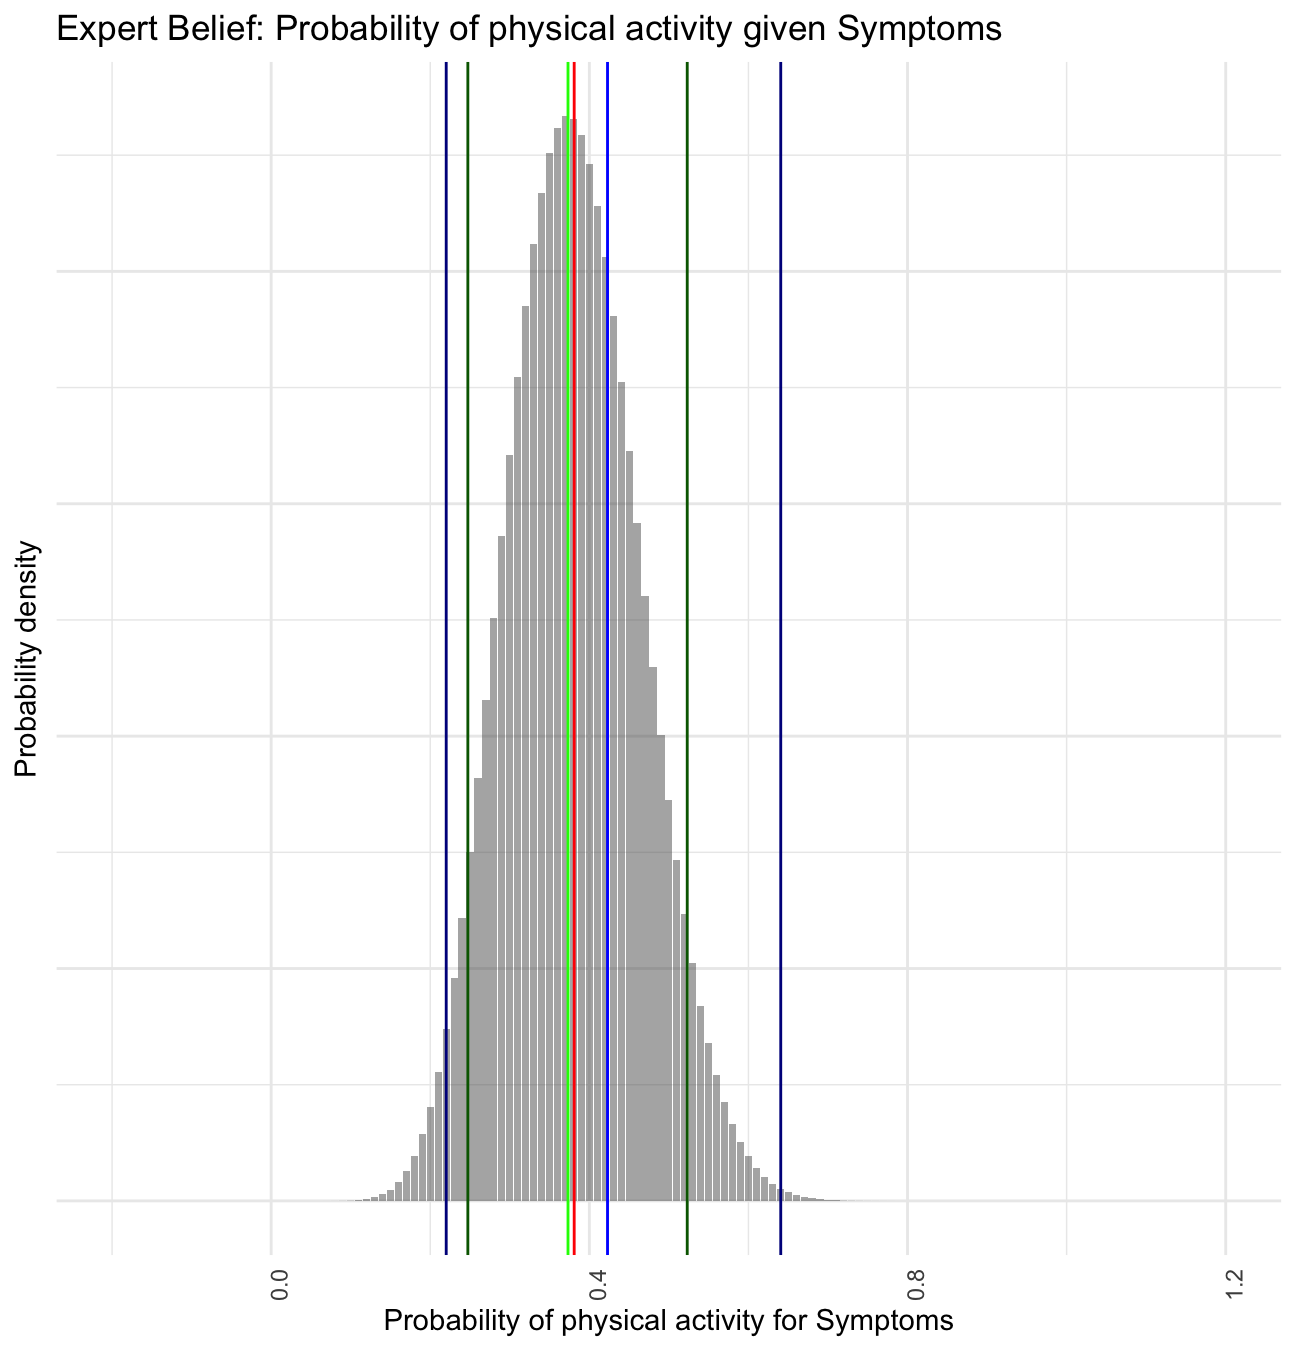 Expert Belief: Probability of physical activity given Symptoms
Probability density
0.0
0.4
0.8
1.2
Probability of physical activity for Symptoms